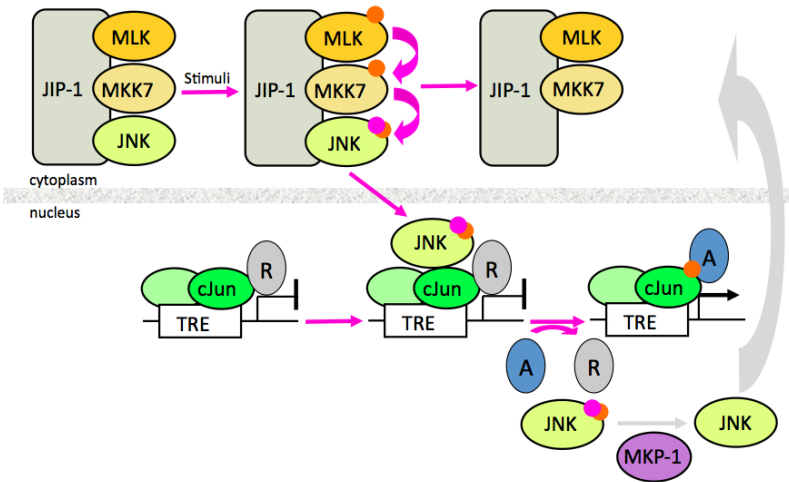 MLK
JIP-1
MKK7
JNK
Stimuli
MLK
JIP-1
MKK7
JNK
MLK
JIP-1
MKK7
cytoplasm
nucleus
R
cJun
TRE
JNK
R
cJun
TRE
A
cJun
TRE
A
R
JNK
JNK
MKP-1